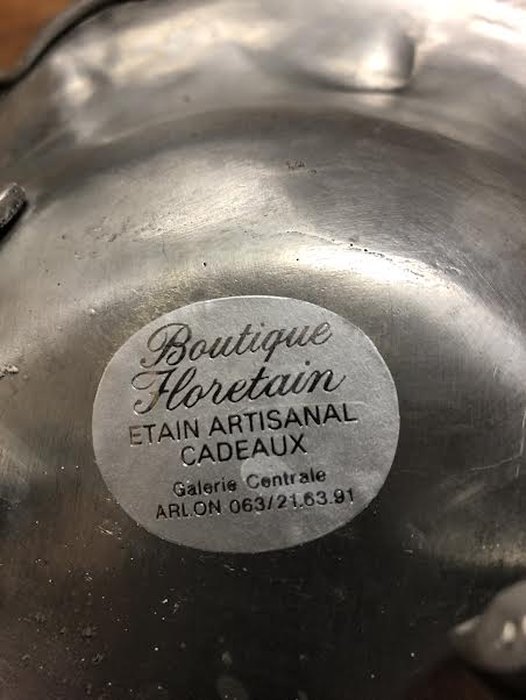 Boutique
Floretain
ETAIN ARTISANAL
CADEAUX
Galerie Centrale
ARLON 063/21.63.91